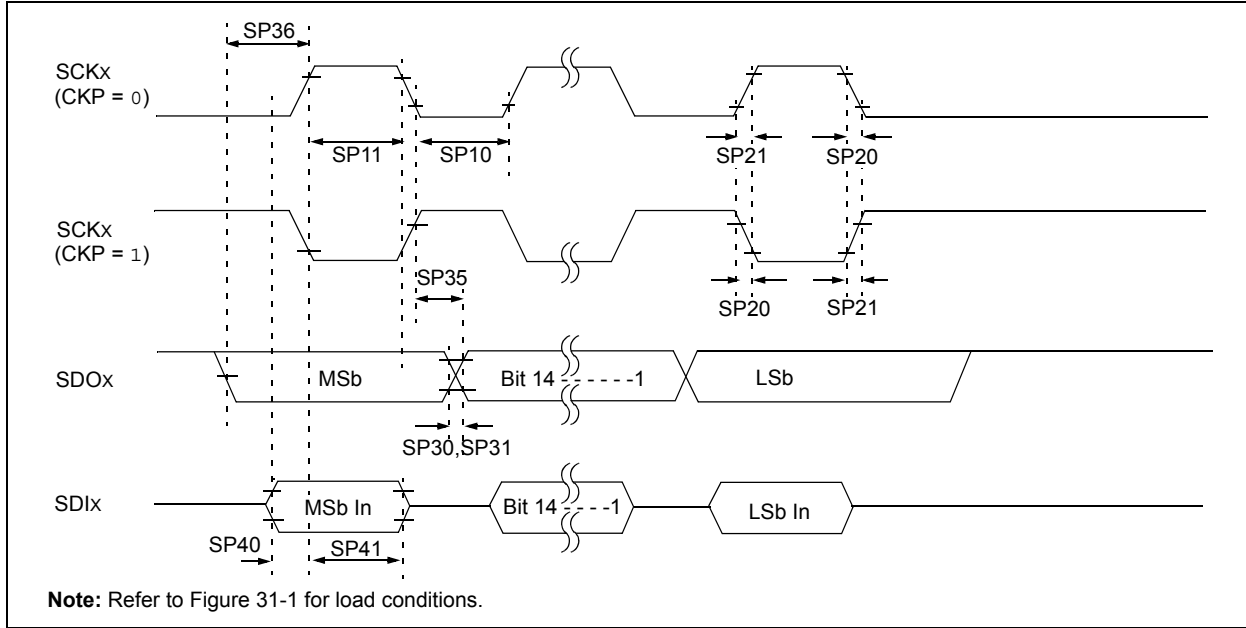 SP36
SCKx
(CKP = 0)
SP11
SP10
SP21
SP20
SCKx
(CKP = 1)
SP35
SP20
SP21
SDOx
MSb
Bit 14 - - - - - -1
LSb
SP30,SP31
SDIx
MSb In
Bit 14 - - - -1
LSb In
SP40
SP41
Note: Refer to Figure 31-1 for load conditions.